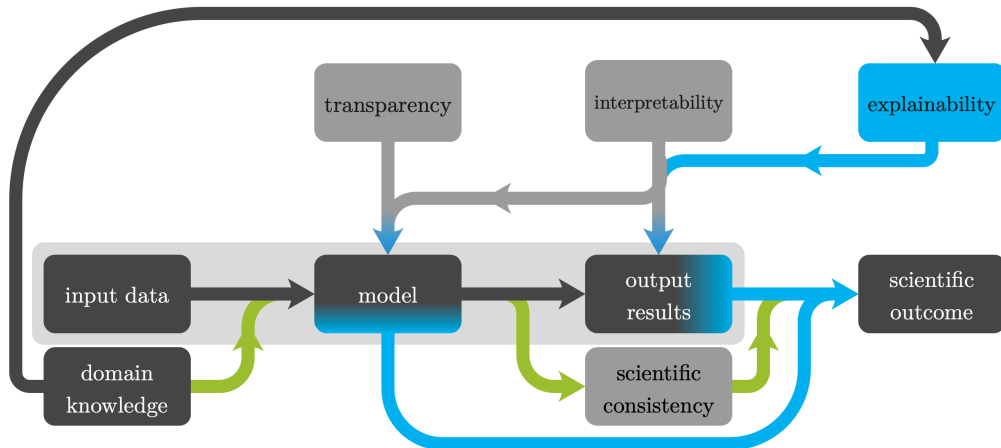 transparency
interpretability
explainability
input data
model
output
results
scientific
outcome
domain
knowledge
scientific
consistency